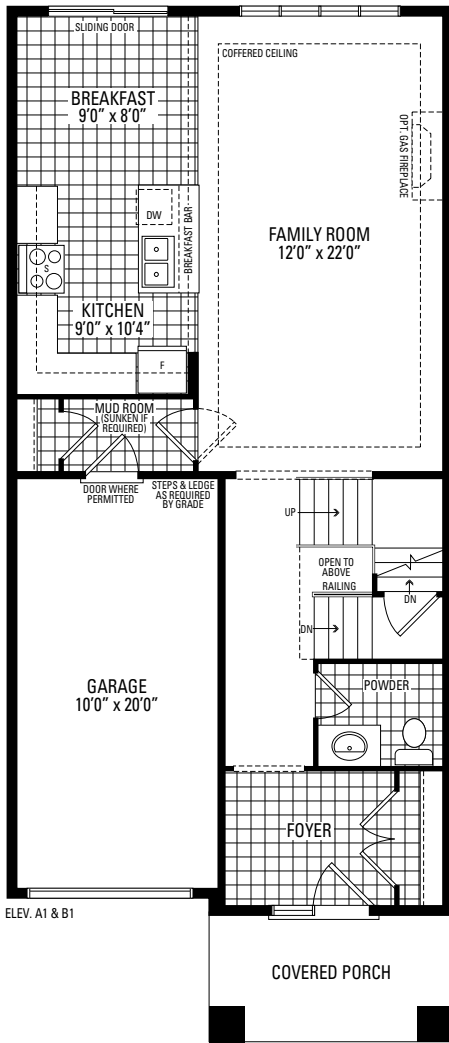 SLIDING DOOR
COFFERED CEILING
BREAKFAST
9'0" x 8'0"
OPT. GAS FIREPLACE
DW
BREAKFAST BAR
FAMILY ROOM
12'0" x 22'0"
S
KITCHEN
9'0" x 10'4"
F
MUD ROOM
(SUNKEN IF
REQUIRED)
DOOR WHERE
PERMITTED
STEPS & LEDGE
AS REQUIRED
BY GRADE
UP
OPEN TO
ABOVE
RAILING
DN
DN
GARAGE
10'0" x 20'0"
POWDER
FOYER
ELEV. A1 & B1
COVERED PORCH